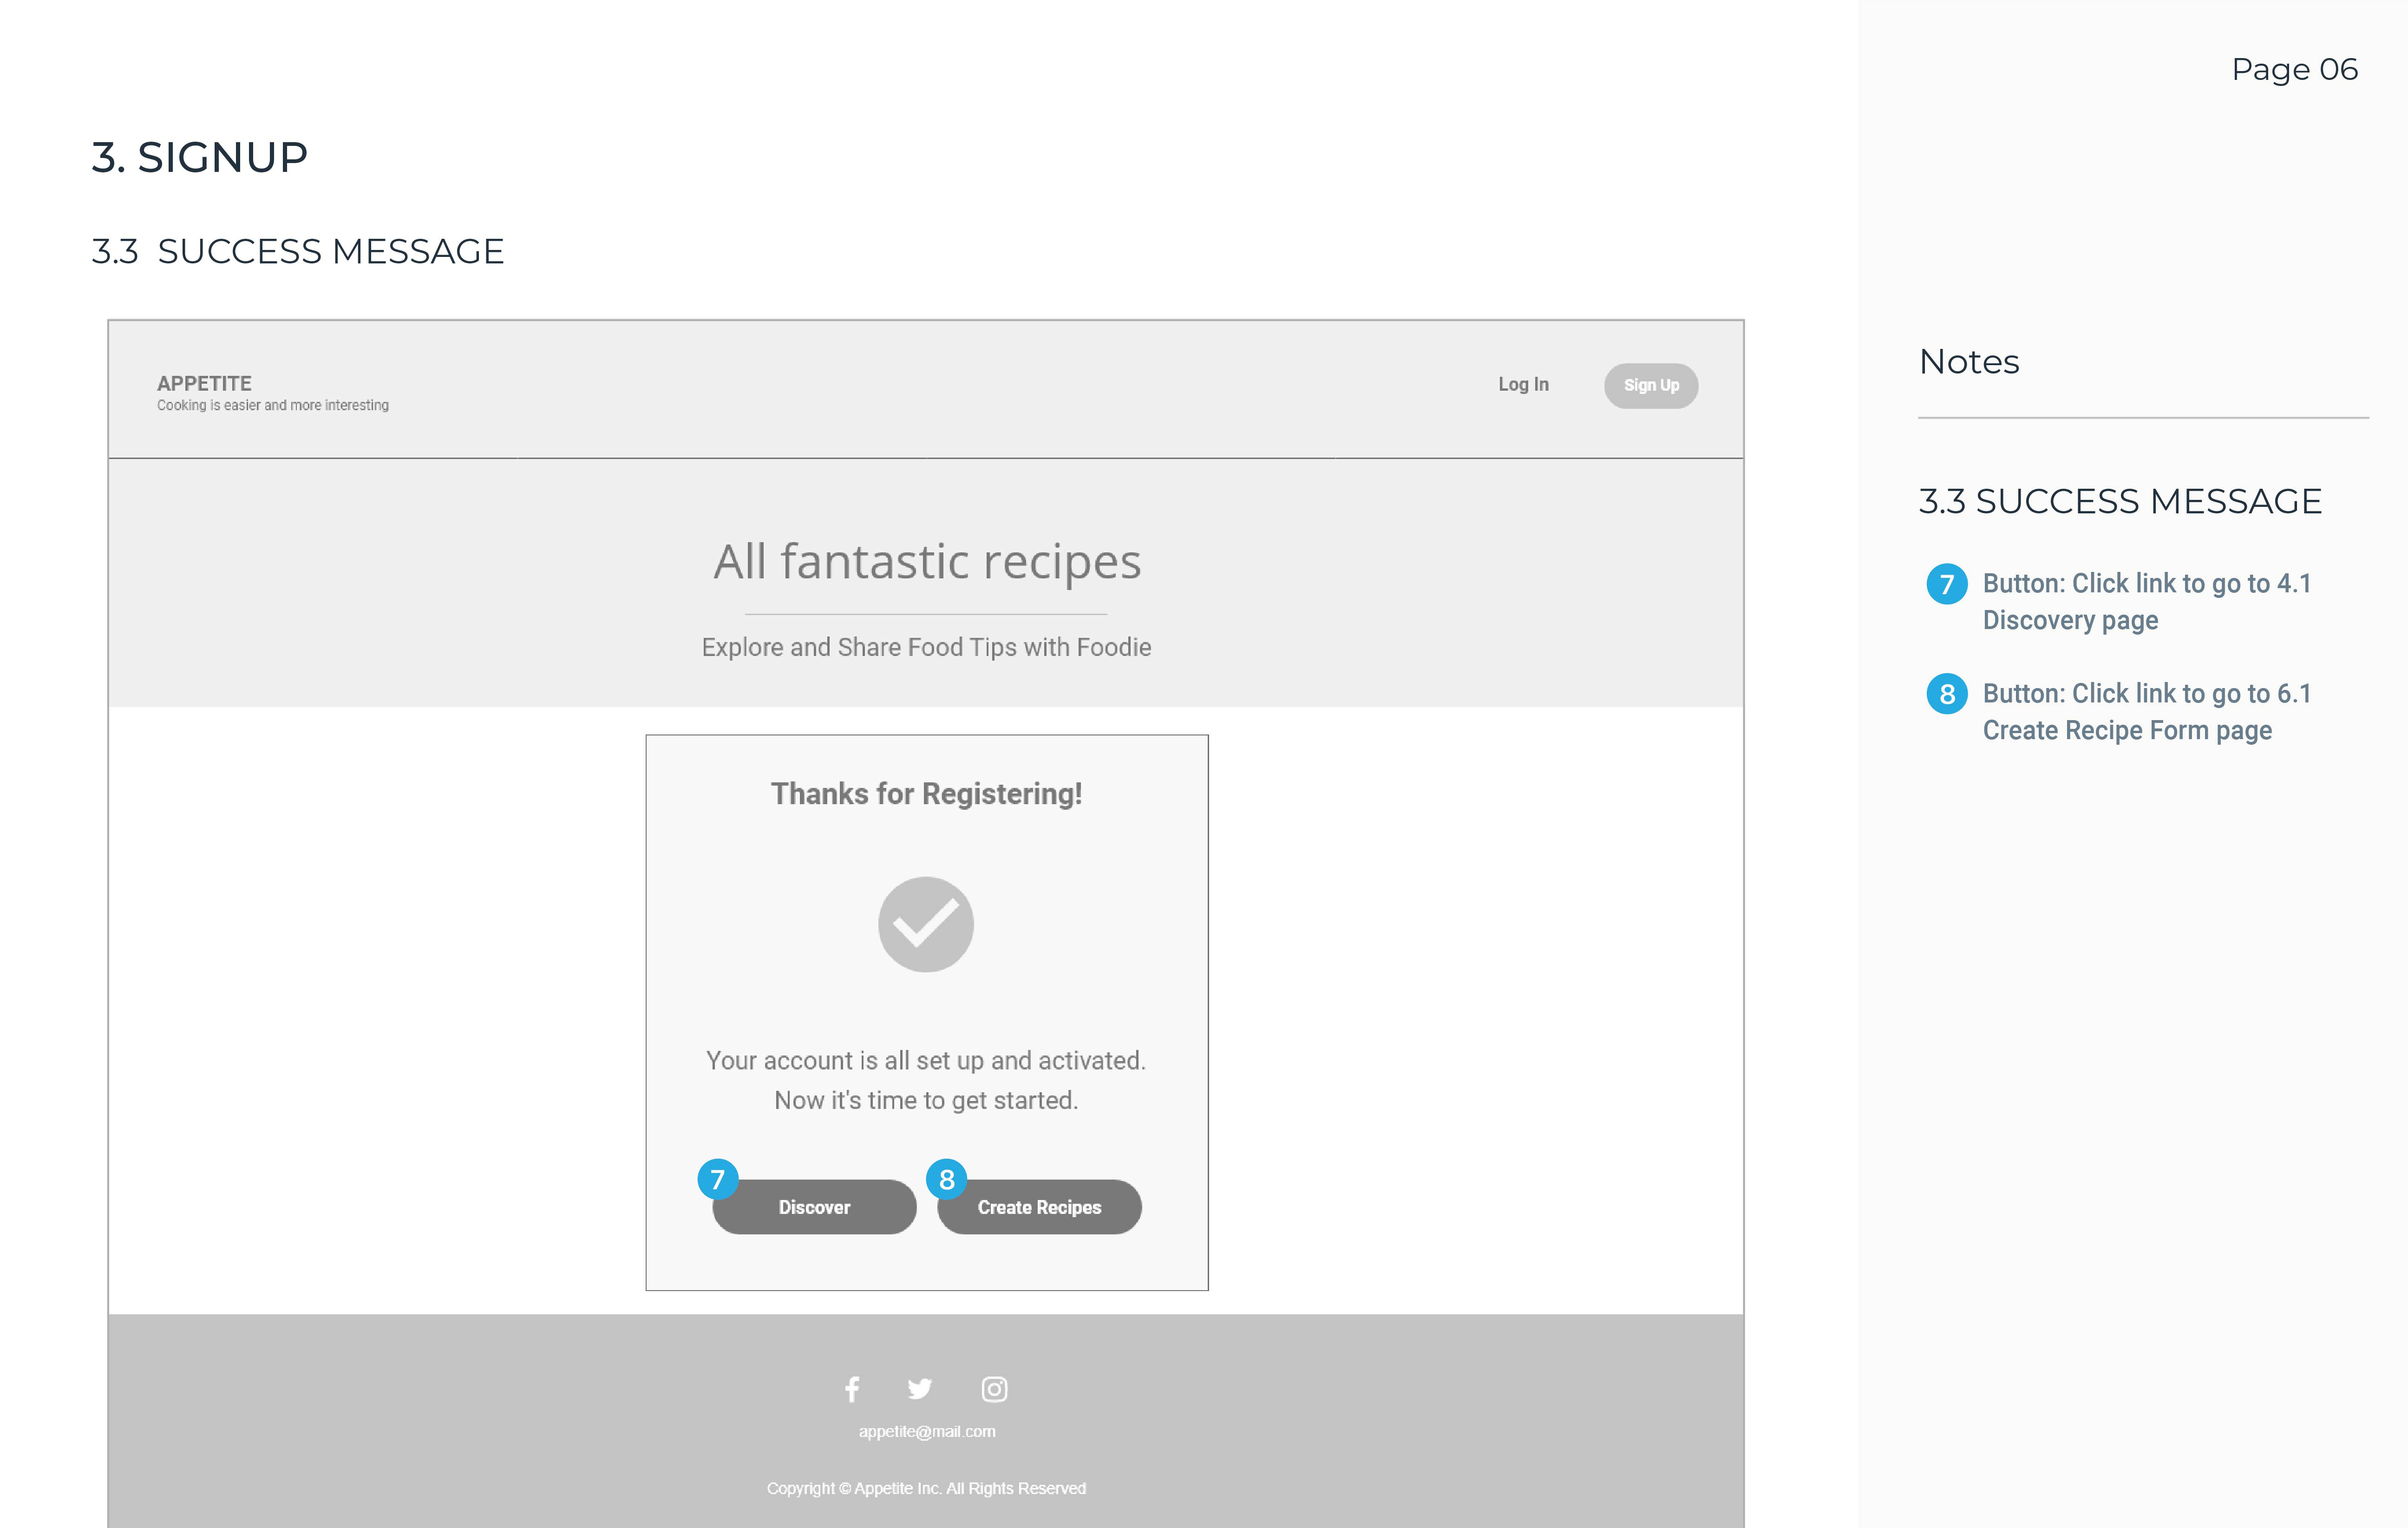 Page 06
3. SIGNUP
3.3 SUCCESS MESSAGE
APPETITE
Cooking is easier and more interesting
Log In
Sign Up
All fantastic recipes
Explore and Share Food Tips with Foodie
Thanks for Registering!
Your account is all set up and activated.
Now it's time to get started.
7
Discover
8
Create Recipes
appetite@mail.com
Copyright © Appetite Inc. All Rights Reserved
Notes
3.3 SUCCESS MESSAGE
7 Button: Click link to go to 4.1
Discovery page
8 Button: Click link to go to 6.1
Create Recipe Form page